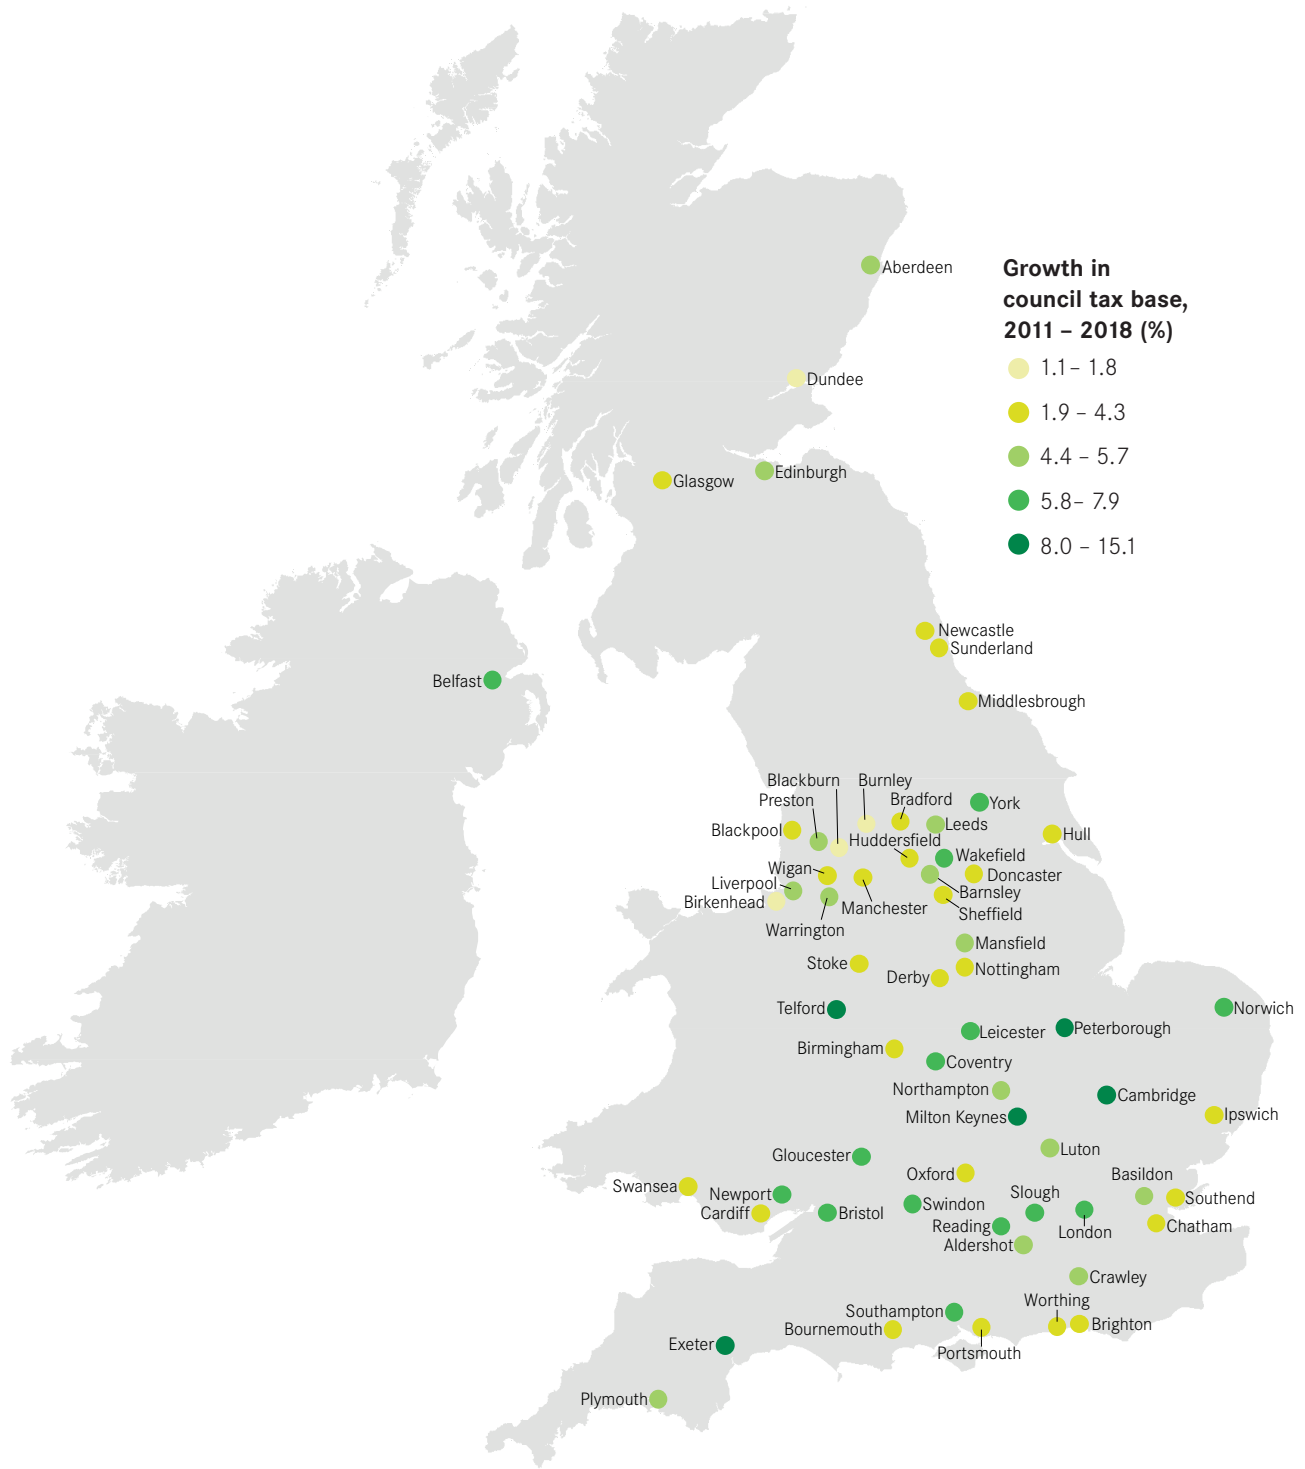 Aberdeen
Growth in
council tax base,
2011 – 2018 (%)
1.1– 1.8
1.9 – 4.3
4.4 – 5.7
5.8– 7.9
8.0 – 15.1
Dundee
Edinburgh
Glasgow
Newcastle
Sunderland
Belfast
Middlesbrough
Blackburn
Burnley
Preston
Bradford
York
Blackpool
Leeds
Hull
Huddersfield
Wakefield
Wigan
Doncaster
Liverpool
Barnsley
Birkenhead
Manchester
Sheffield
Warrington
Mansfield
Stoke
Nottingham
Derby
Telford
Norwich
Peterborough
Leicester
Birmingham
Coventry
Northampton
Cambridge
Milton Keynes
Ipswich
Luton
Gloucester
Oxford
Basildon
Swansea
Newport
Slough
Southend
Cardiff
Bristol
Swindon
Reading
London
Chatham
Aldershot
Crawley
Worthing
Southampton
Bournemouth
Brighton
Exeter
Portsmouth
Plymouth